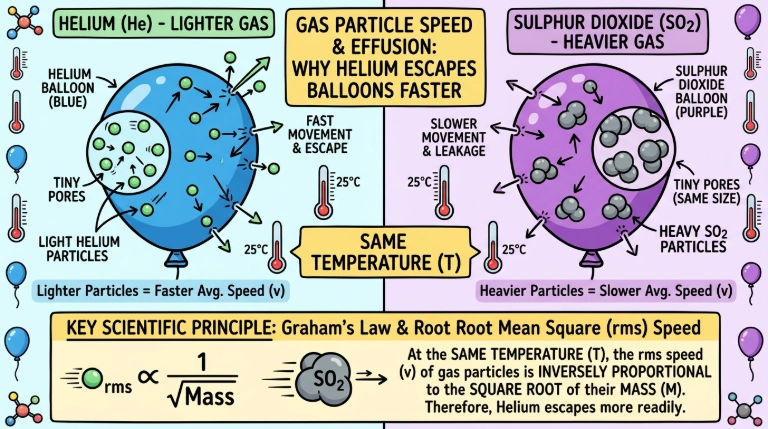 HELIUM (He) - LIGHTER GAS
GAS PARTICLE SPEED
& EFFUSION:
WHY HELIUM ESCAPES
BALLOONS FASTER
SULPHUR DIOXIDE (SO₂)
- HEAVIER GAS
HELIUM
BALLOON
(BLUE)
TINY
PORES
LIGHT HELIUM
PARTICLES
FAST
MOVEMENT
& ESCAPE
25°C
25°C
Lighter Particles = Faster Avg. Speed (v)
SAME
TEMPERATURE (T)
SLOWER
MOVEMENT
& LEAKAGE
25°C
25°C
SULPHUR
DIOXIDE
BALLOON
(PURPLE)
TINY PORES
(SAME SIZE)
HEAVY SO₂
PARTICLES
Heavier Particles = Slower Avg. Speed (v)
KEY SCIENTIFIC PRINCIPLE: Graham's Law & Root Root Mean Square (rms) Speed
rms ∝ 1/√Mass
SO₂
At the SAME TEMPERATURE (T), the rms speed
(v) of gas particles is INVERSELY PROPORTIONAL
to the SQUARE ROOT of their MASS (M).
Therefore, Helium escapes more readily.